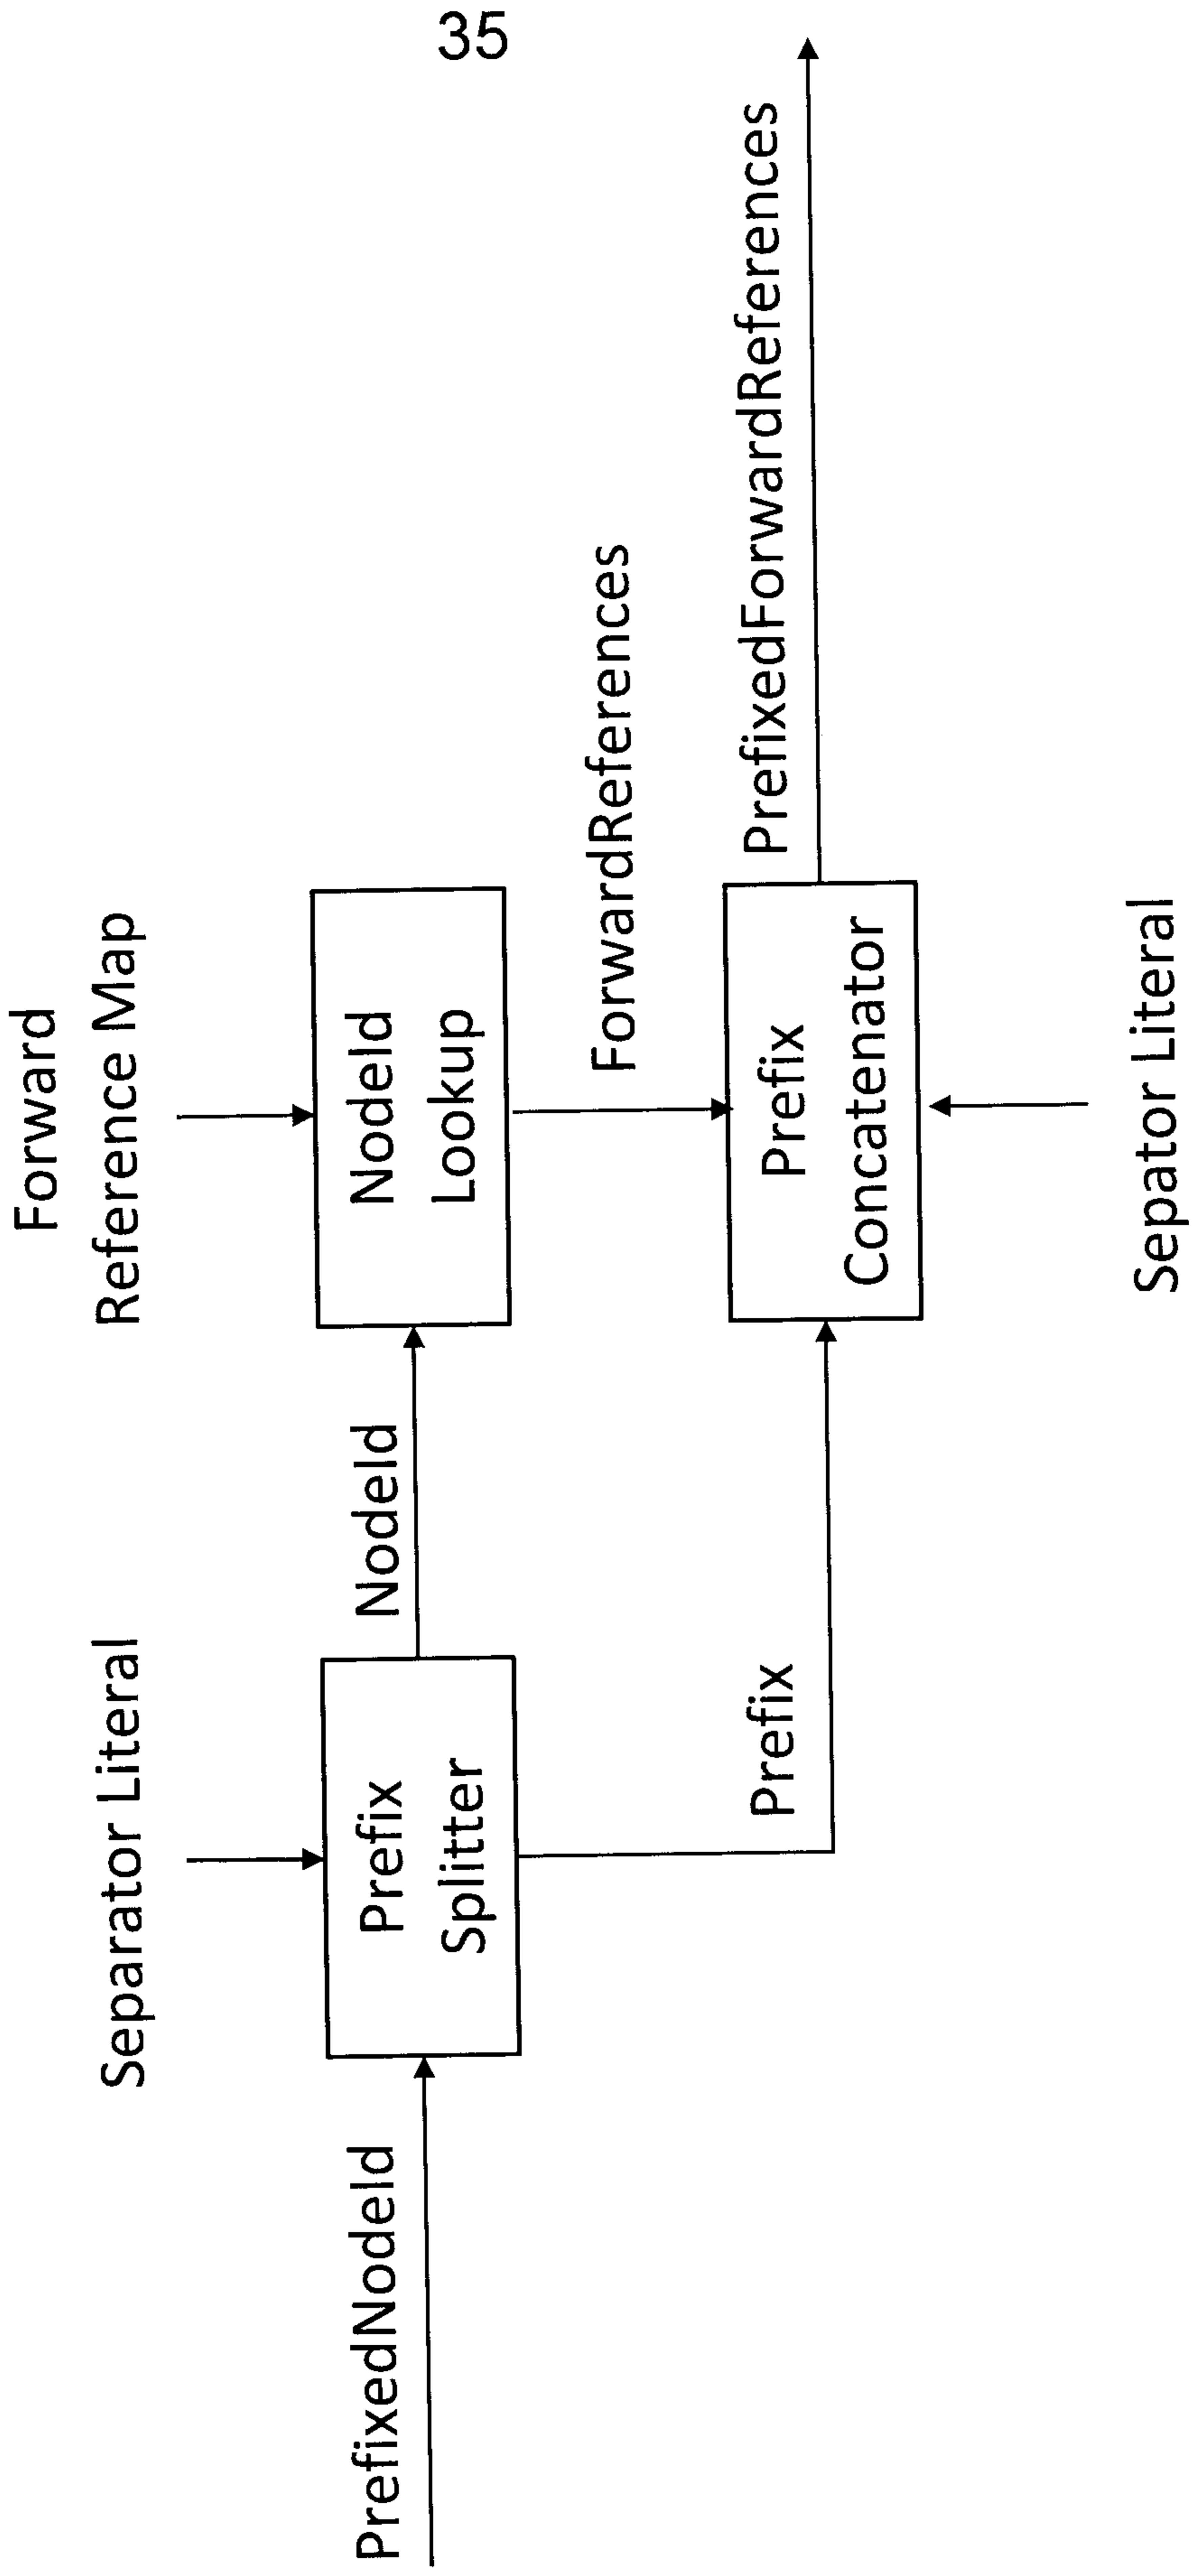 35
Forward
Reference Map
Separator Literal
PrefixedNodeId
Prefix
Splitter
NodeId
NodeId
Lookup
ForwardReferences
Prefix
Prefix
Concatenator
PrefixedForwardReferences
Sepator Literal